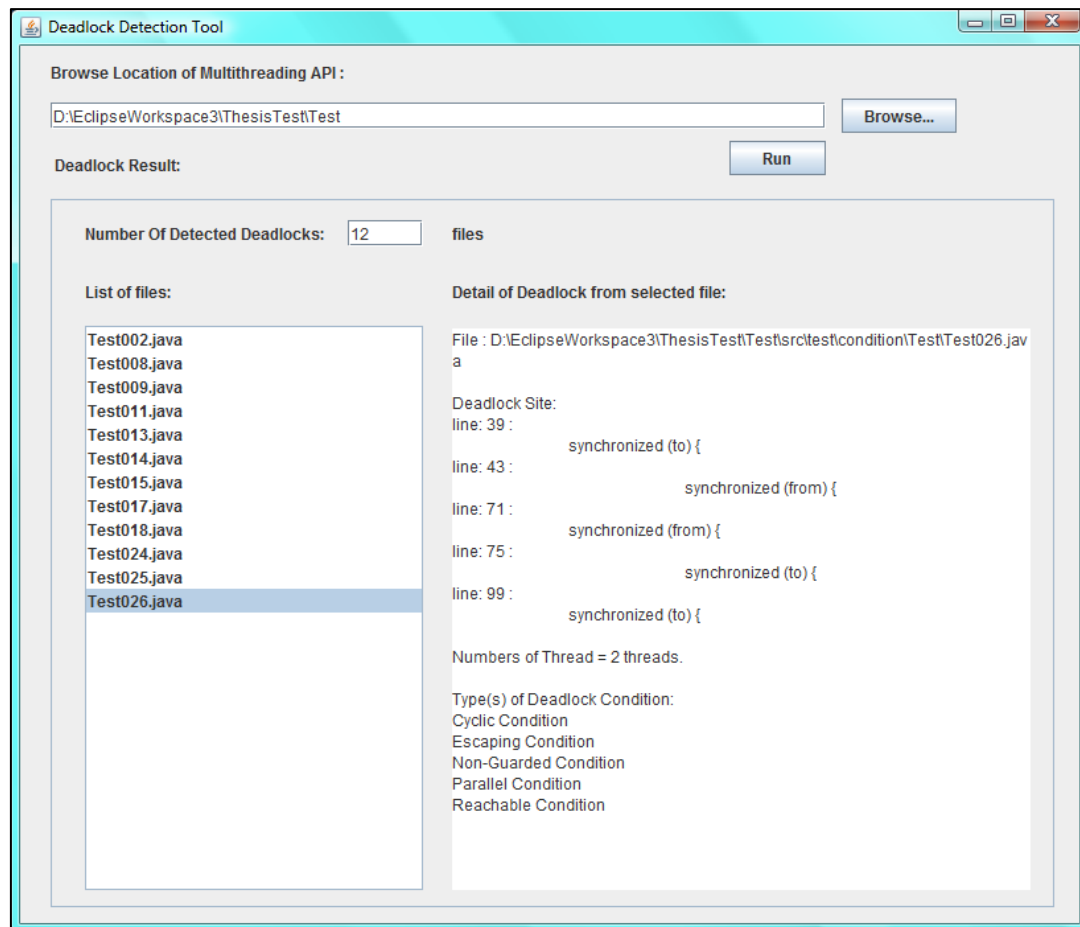 Deadlock Detection Tool
Browse Location of Multithreading API :
D:\EclipseWorkspace3\ThesisTest\Test
Browse...
Run
Deadlock Result:
Number Of Detected Deadlocks: 12 files
List of files:
Test002.java
Test008.java
Test009.java
Test011.java
Test013.java
Test014.java
Test015.java
Test017.java
Test018.java
Test024.java
Test025.java
Test026.java
Detail of Deadlock from selected file:
File : D:\EclipseWorkspace3\ThesisTest\Test\src\test\condition\Test\Test026.jav
a
Deadlock Site:
line: 39 :
synchronized (to) {
line: 43 :
synchronized (from) {
line: 71 :
synchronized (from) {
line: 75 :
synchronized (to) {
line: 99 :
synchronized (to) {
Numbers of Thread = 2 threads.
Type(s) of Deadlock Condition:
Cyclic Condition
Escaping Condition
Non-Guarded Condition
Parallel Condition
Reachable Condition